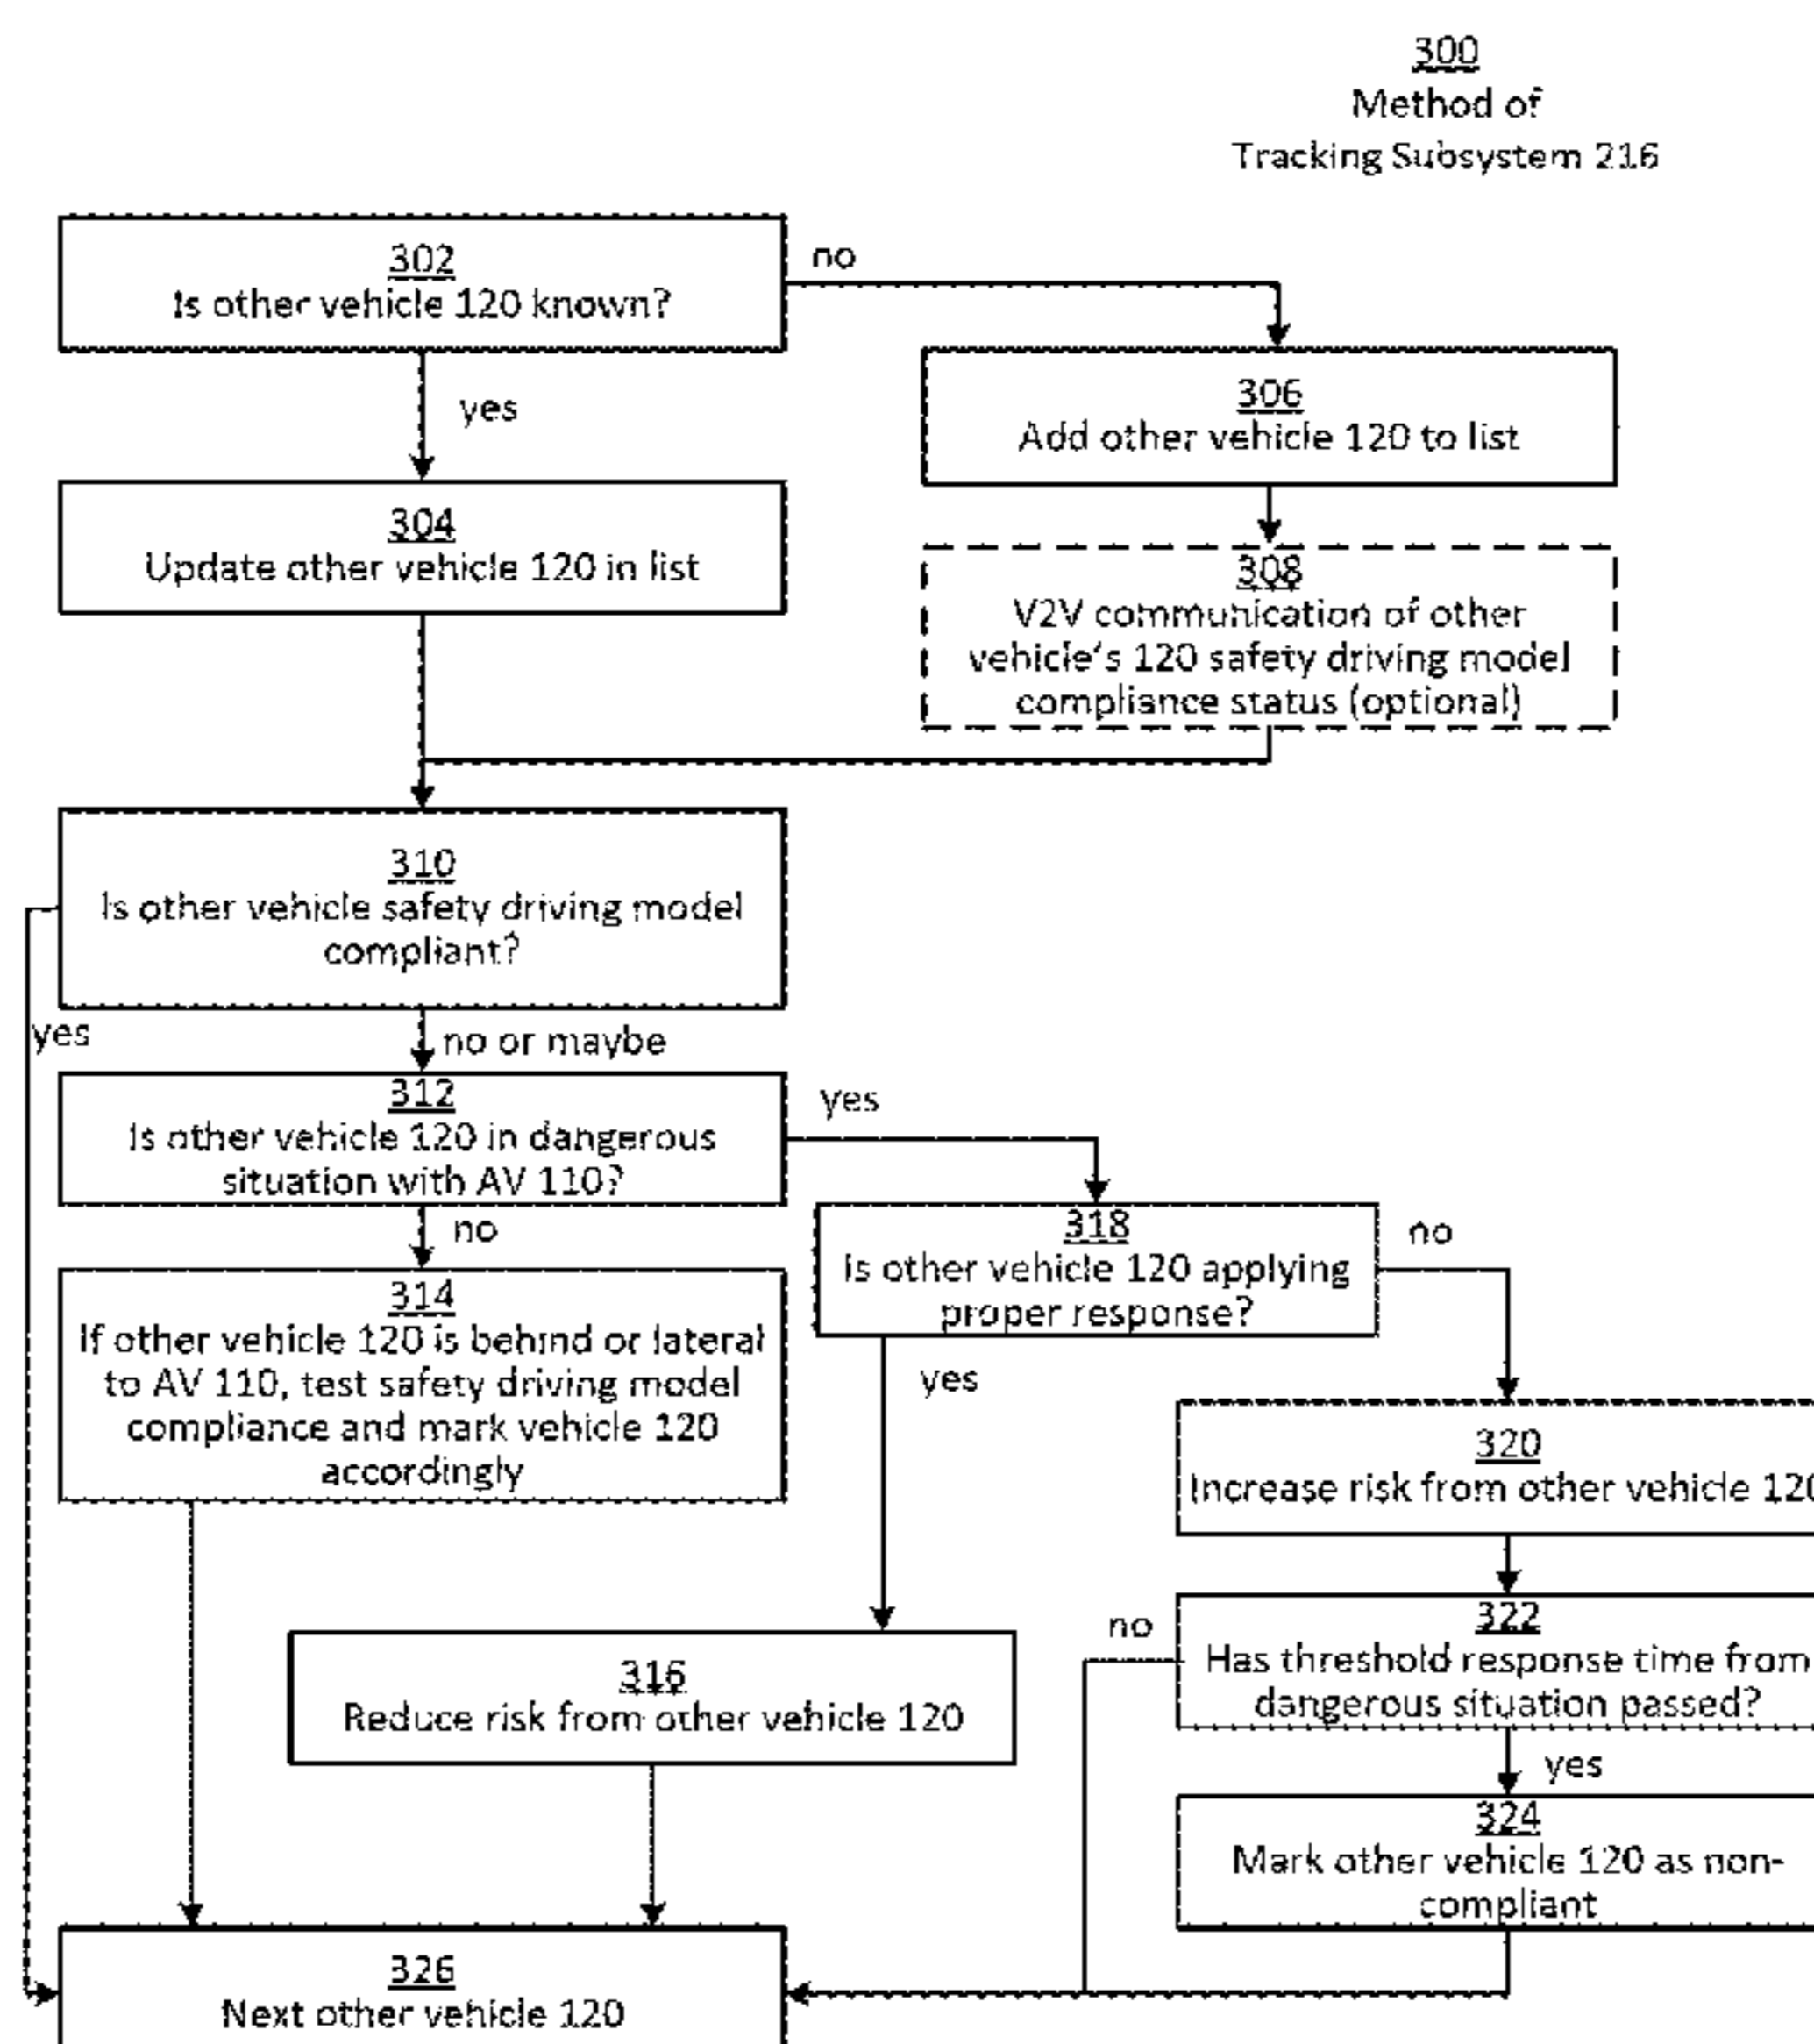 300
Method of
Tracking Subsystem 216
302
Is other vehicle 120 known?
no
yes
306
Add other vehicle 120 to list
304
Update other vehicle 120 in list
308
V2V communication of other
vehicle's 120 safety driving model
compliance status (optional)
310
Is other vehicle safety driving model
compliant?
yes
no or maybe
312
Is other vehicle 120 in dangerous
situation with AV 110?
yes
no
318
Is other vehicle 120 applying
proper response?
no
yes
314
If other vehicle 120 is behind or lateral
to AV 110, test safety driving model
compliance and mark vehicle 120
accordingly
320
Increase risk from other vehicle 120
322
Has threshold response time from
dangerous situation passed?
no
yes
316
Reduce risk from other vehicle 120
324
Mark other vehicle 120 as non-
compliant
326
Next other vehicle 120